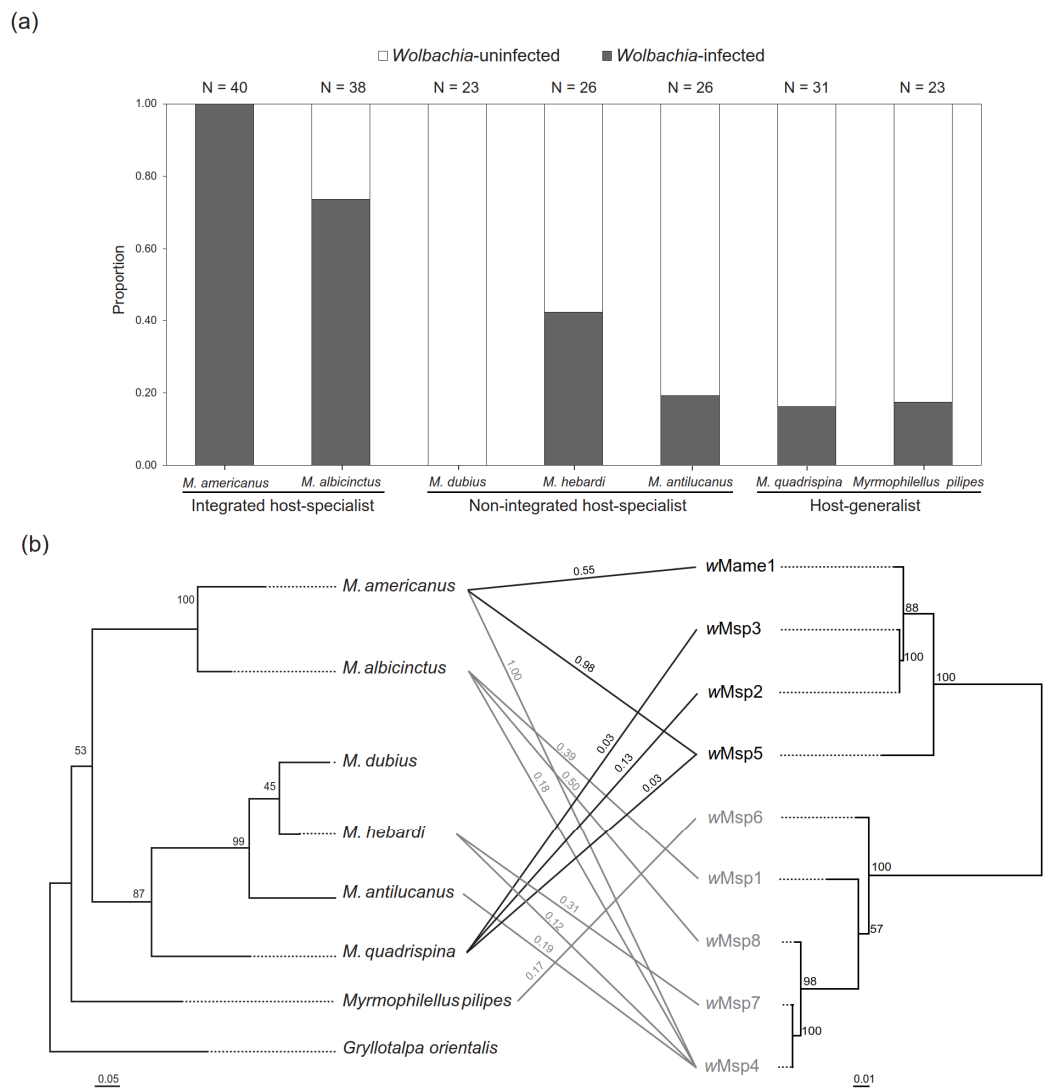 (a)
Wolbachia-uninfected Wolbachia-infected
N = 40 N = 38 N = 23 N = 26 N = 26 N = 31 N = 23
1.00
0.80
0.60
0.40
0.20
0.00
Proportion
M. americanus M. albicinctus M. dubius M. hebardi M. antilucanus M. quadrispina Myrmophilellus pilipes
Integrated host-specialist Non-integrated host-specialist Host-generalist
(b)
M. americanus
M. albicinctus
M. dubius
M. hebardi
M. antilucanus
M. quadrispina
Myrmophilellus pilipes
Gryllotalpa orientalis
100
53
45
99
87
0.05
0.55
0.98
1.00
0.03
0.13
0.03
0.39
0.50
0.18
0.31
0.12
0.19
0.17
wMame1
wMsp3
wMsp2
wMsp5
wMsp6
wMsp1
wMsp8
wMsp7
wMsp4
88
100
100
100
57
98
100
0.01